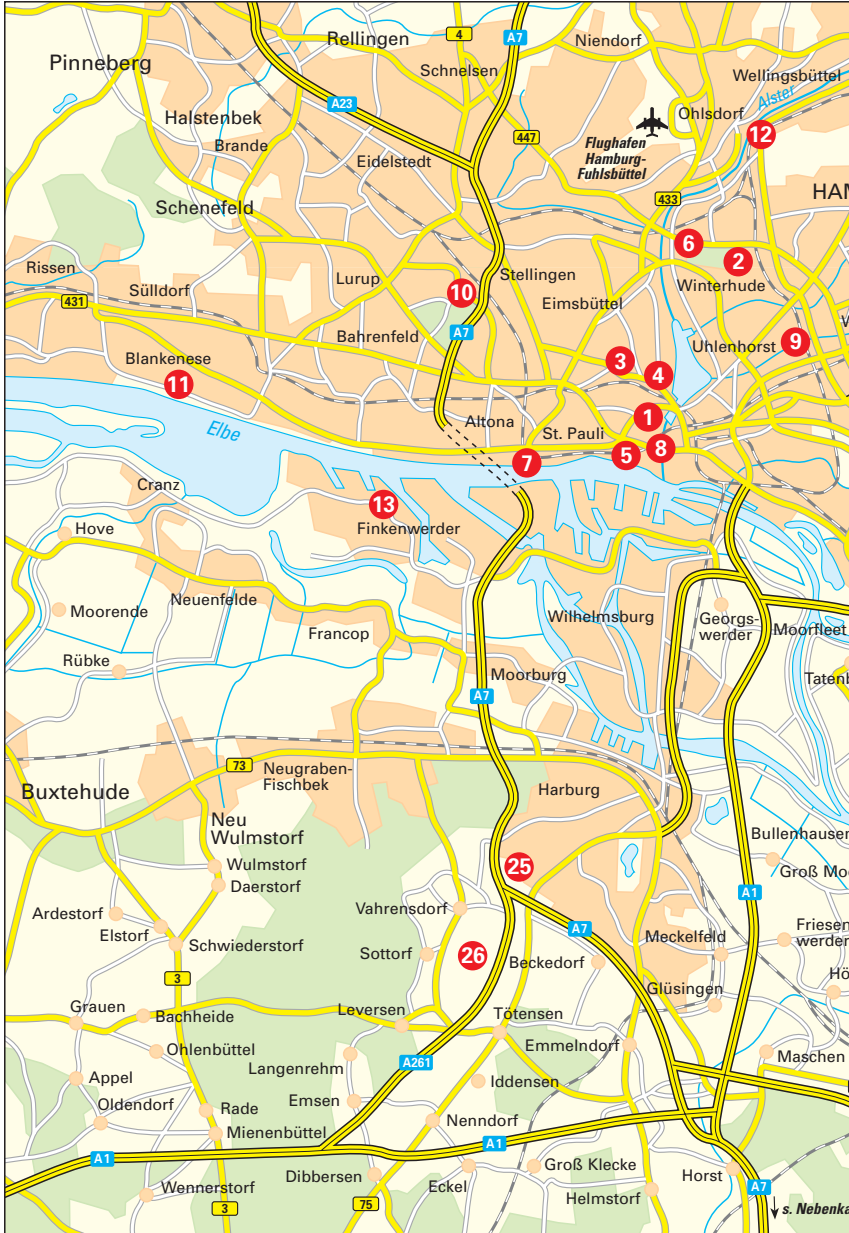 Rellingen
4
A7
Niendorf
Pinneberg
Schnelsen
Wellingsbüttel
Alster
A23
Halstenbek
Ohlsdorf
Brande
447
12
Eidelstedt
Flughafen
Hamburg-
Fuhlsbüttel
HAM
433
Schenefeld
6
2
Rissen
Lurup
Stellingen
Sülldorf
10
Winterhude
431
Eimsbüttel
A7
Bahrenfeld
Uhlenhorst
9
Blankenese
3
4
11
Altona
1
Elbe
St. Pauli
5
8
7
Cranz
13
Hove
Finkenwerder
Neuenfelde
Moorende
Wilhelmsburg
Georgs-
werder
Francop
Moorfleet
Rübke
Moorburg
A7
73
Neugraben-
Fischbek
Buxtehude
Harburg
Neu
Wulmstorf
Bullenhausen
Wulmstorf
25
Groß Moo
Daerstorf
A1
Ardestorf
Vahrensdorf
Elstorf
A7
Meckelfeld
Friesen
werder
Schwiederstorf
Sottorf
26
Beckedorf
3
Glüsingen
Grauen
Bachheide
Leversen
Tötensen
Ohlenbüttel
Emmelndorf
Langenrehm
A261
Maschen
Appel
Iddensen
Oldendorf
Rade
Emsen
Nenndorf
Mienenbüttel
A1
A1
Dibbersen
Groß Klecke
Horst
Wennerstorf
Eckel
A7
3
75
Helmstorf
s. Nebenka